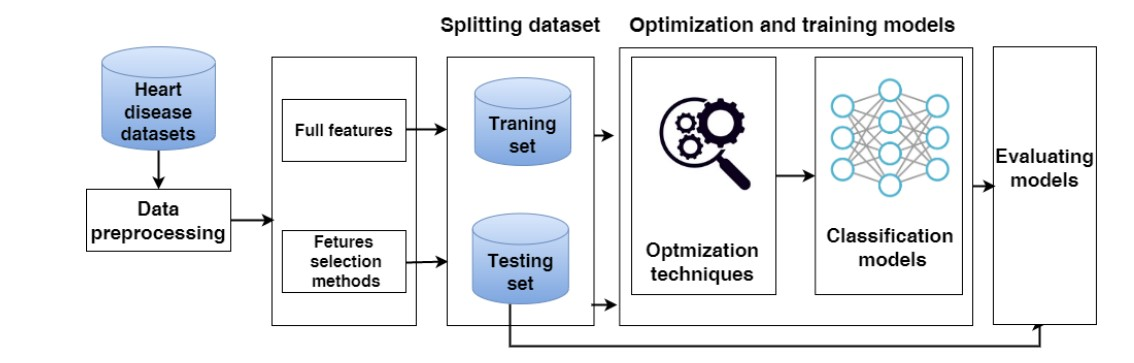 Splitting dataset
Optimization and training models
Heart
disease
datasets
Data
preprocessing
Full features
Fetures
selection
methods
Traning
set
Testing
set
Optmization
techniques
Classification
models
Evaluating
models